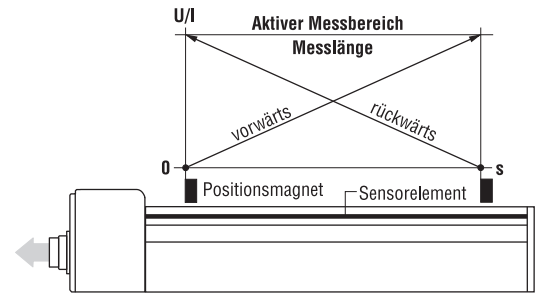 U/I
Aktiver Messbereich
Messlänge
vorwärts
rückwärts
0
s
Positionsmagnet
Sensorelement